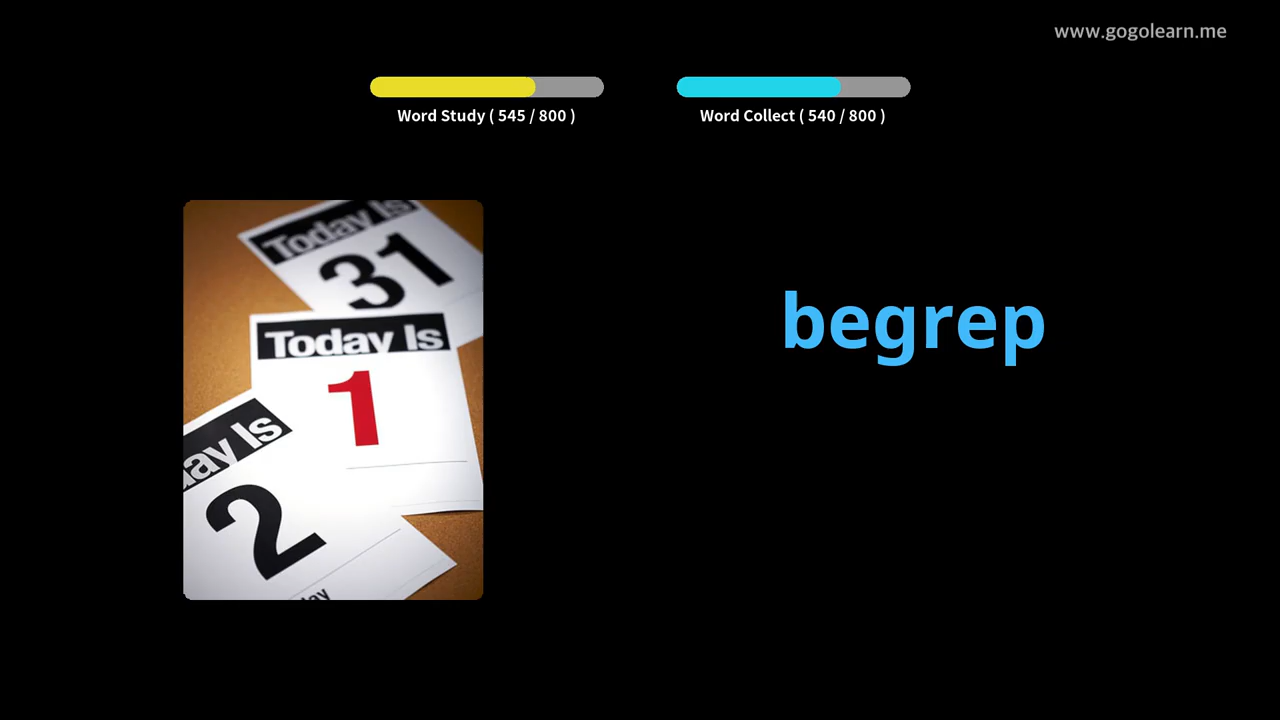 www.gogolearn.me
Word Study ( 545 / 800 )
Word Collect ( 540 / 800 )
Today Is
31
Today Is
1
ay Is
2
begrep